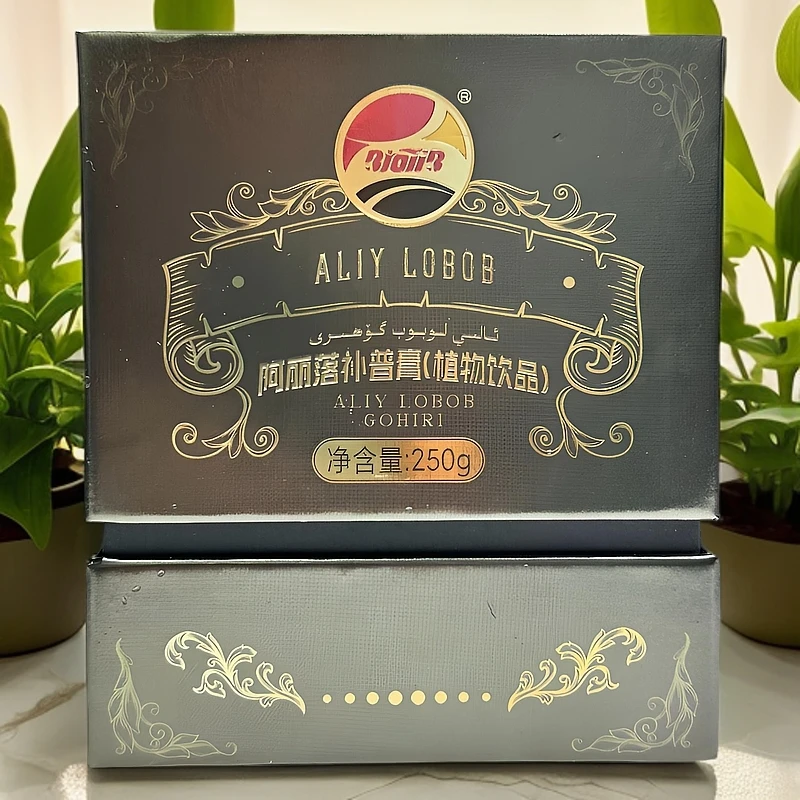 ®
ALIY LOBOB
ئالىي لوبوب گۆھىرى
阿丽落补普膏(植物饮品)
ALIY LOBOB
GOHIRI
净含量:250g